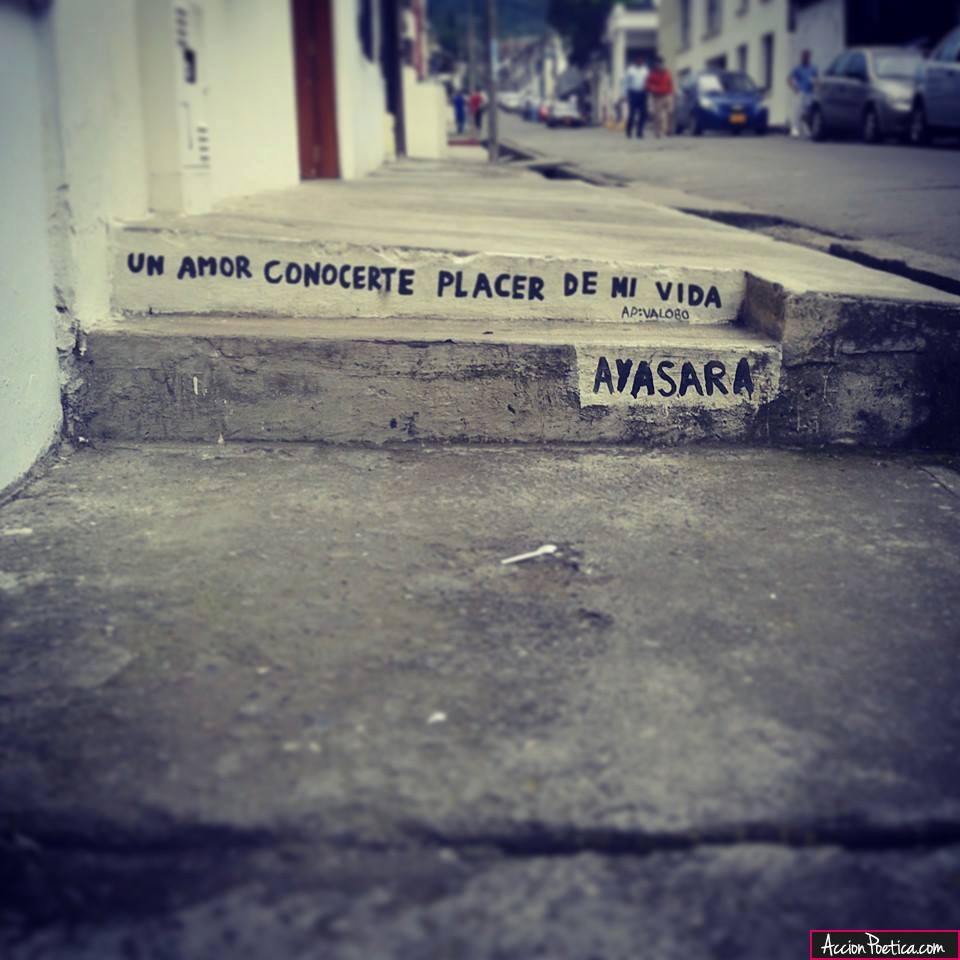 UN AMOR CONOCERTE PLACER DE MI VIDA
AP:VALOBO
AYASARA
AccionPoetica.com